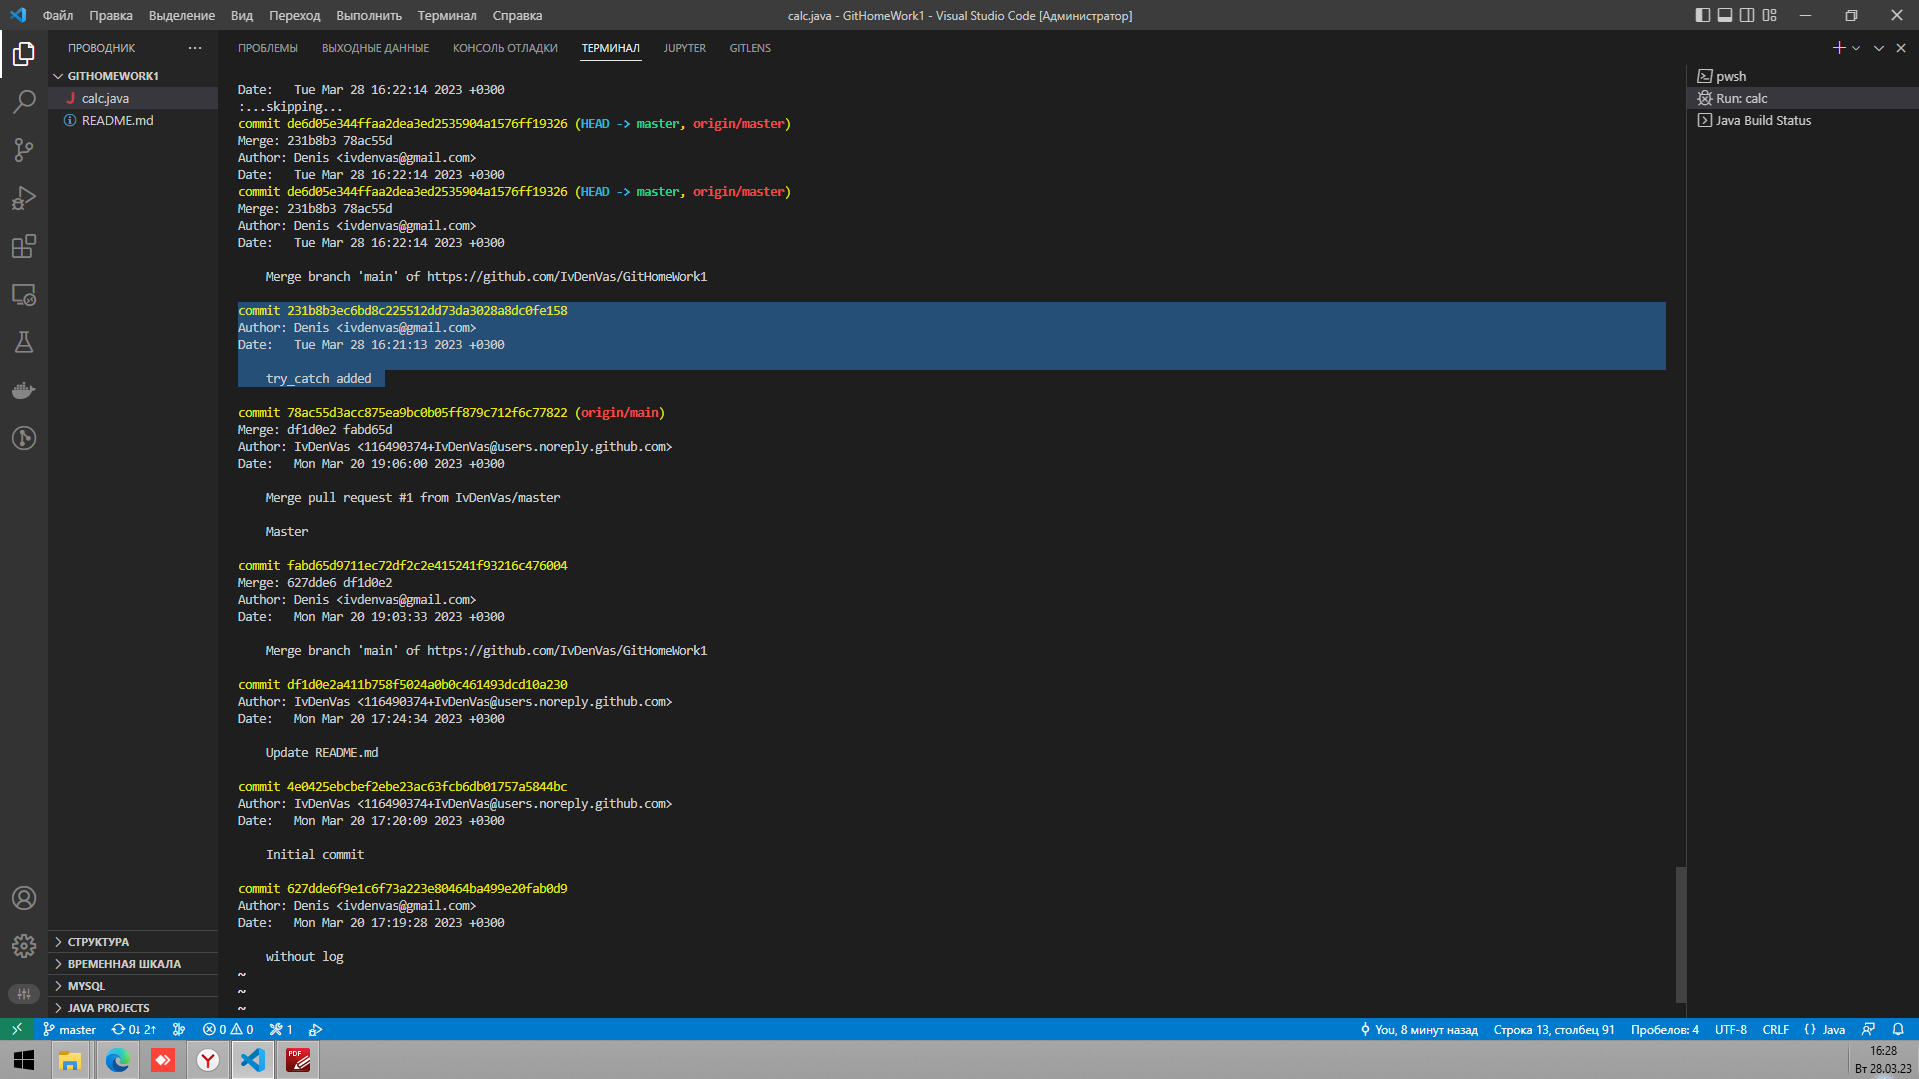 Файл Правка Выделение Вид Переход Выполнить Терминал Справка
calc.java - GitHomeWork1 - Visual Studio Code [Администратор]
ПРОВОДНИК
GITHOMEWORK1
J calc.java
README.md
СТРУКТУРА
ВРЕМЕННАЯ ШКАЛА
MYSQL
JAVA PROJECTS
ПРОБЛЕМЫ ВЫХОДНЫЕ ДАННЫЕ КОНСОЛЬ ОТЛАДКИ ТЕРМИНАЛ JUPYTER GITLENS
Date:   Tue Mar 28 16:22:14 2023 +0300
:...skipping...
commit de6d05e344ffaa2dea3ed2535904a1576ff19326 (HEAD -> master, origin/master)
Merge: 231b8b3 78ac55d
Author: Denis <ivdenvas@gmail.com>
Date:   Tue Mar 28 16:22:14 2023 +0300
commit de6d05e344ffaa2dea3ed2535904a1576ff19326 (HEAD -> master, origin/master)
Merge: 231b8b3 78ac55d
Author: Denis <ivdenvas@gmail.com>
Date:   Tue Mar 28 16:22:14 2023 +0300
Merge branch 'main' of https://github.com/IvDenVas/GitHomeWork1
commit 231b8b3ec6bd8c225512dd73da3028a8dc0fe158
Author: Denis <ivdenvas@gmail.com>
Date:   Tue Mar 28 16:21:13 2023 +0300
try_catch added
commit 78ac55d3acc875ea9bc0b05ff879c712f6c77822 (origin/main)
Merge: df1d0e2 fabd65d
Author: IvDenVas <116490374+IvDenVas@users.noreply.github.com>
Date:   Mon Mar 20 19:06:00 2023 +0300
Merge pull request #1 from IvDenVas/master
Master
commit fabd65d9711ec72df2c2e415241f93216c476004
Merge: 627dde6 df1d0e2
Author: Denis <ivdenvas@gmail.com>
Date:   Mon Mar 20 19:03:33 2023 +0300
Merge branch 'main' of https://github.com/IvDenVas/GitHomeWork1
commit df1d0e2a411b758f5024a0b0c461493dcd10a230
Author: IvDenVas <116490374+IvDenVas@users.noreply.github.com>
Date:   Mon Mar 20 17:24:34 2023 +0300
Update README.md
commit 4e0425ebcbef2ebe23ac63fcb6db01757a5844bc
Author: IvDenVas <116490374+IvDenVas@users.noreply.github.com>
Date:   Mon Mar 20 17:20:09 2023 +0300
Initial commit
commit 627dde6f9e1c6f73a223e80464ba499e20fab0d9
Author: Denis <ivdenvas@gmail.com>
Date:   Mon Mar 20 17:19:28 2023 +0300
without log
~
~
~
pwsh
Run: calc
Java Build Status
master 0↓ 2↑ 0 0 1
You, 8 минут назад Строка 13, столбец 91 Пробелов: 4 UTF-8 CRLF {} Java
PDF
16:28
Вт 28.03.23